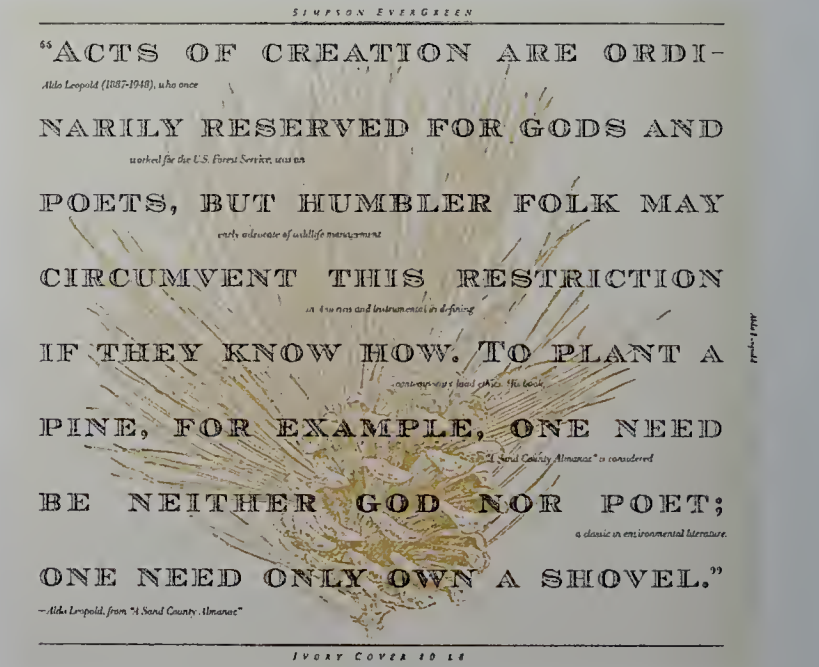 SIMPSON EVERGREEN
“ACTS OF CREATION ARE ORDI-
Aldo Leopold (1887-1948), who once
NARILY RESERVED FOR GODS AND
worked for the U.S. Forest Service, was an
POETS, BUT HUMBLER FOLK MAY
early advocate of wildlife management
CIRCUMVENT THIS RESTRICTION
in America and instrumental in defining
IF THEY KNOW HOW. TO PLANT A
contemporary land ethics. His book,
PINE, FOR EXAMPLE, ONE NEED
“A Sand County Almanac” is considered
BE NEITHER GOD NOR POET;
a classic in environmental literature.
ONE NEED ONLY OWN A SHOVEL.”
—Aldo Leopold, from “A Sand County Almanac”
IVORY COVER 80 LB
Aldo Leopold